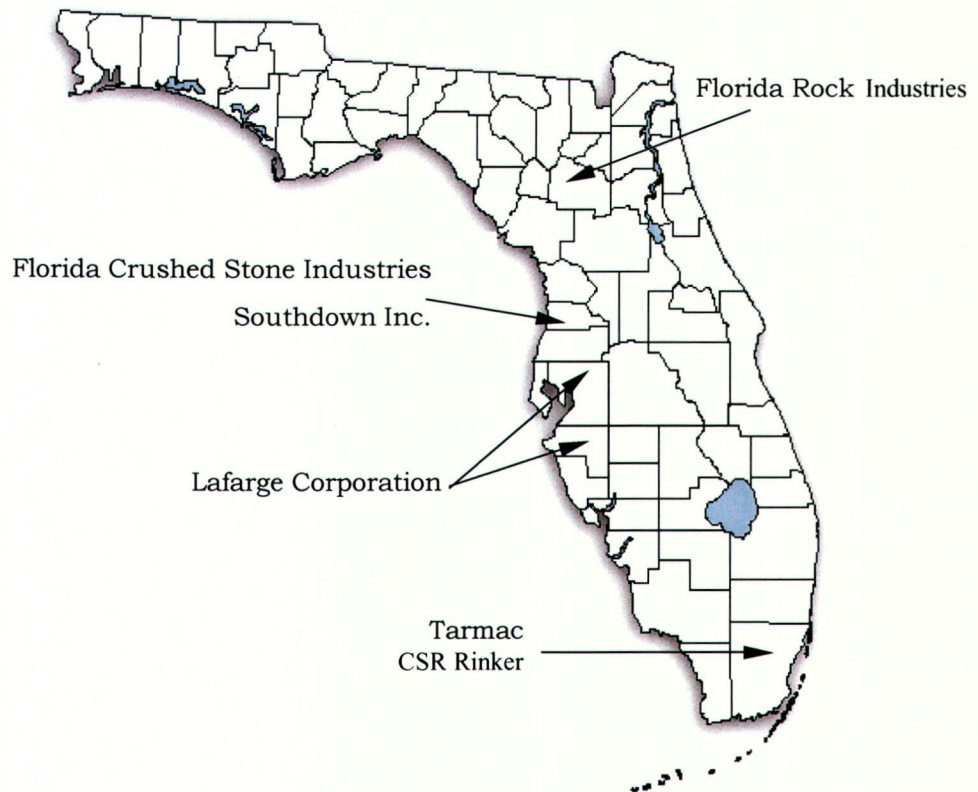 Florida Rock Industries
Florida Crushed Stone Industries
Southdown Inc.
Lafarge Corporation
Tarmac
CSR Rinker